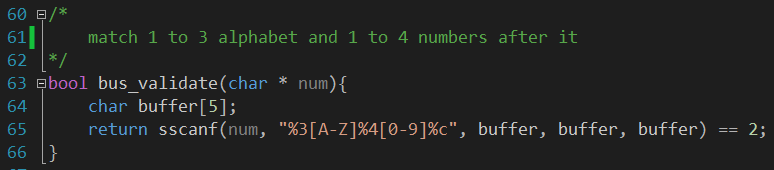 60 /*
61 match 1 to 3 alphabet and 1 to 4 numbers after it
62 */
63 bool bus_validate(char * num){
64 char buffer[5];
65 return sscanf(num, "%3[A-Z]%4[0-9]%c", buffer, buffer, buffer) == 2;
66 }